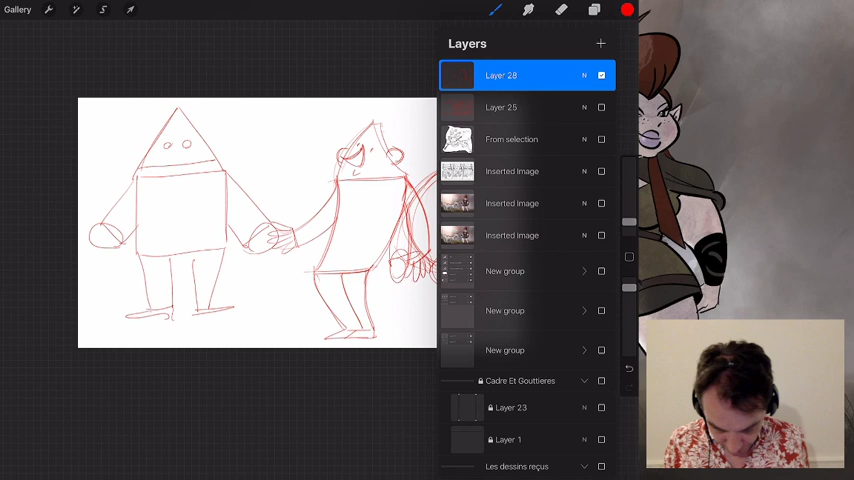 Gallery
Layers
Layer 28 N
Layer 25 N
From selection N
Inserted Image N
Inserted Image N
Inserted Image N
New group
New group
New group
Cadre Et Gouttieres
Layer 23 N
Layer 1 N
Les dessins reçus